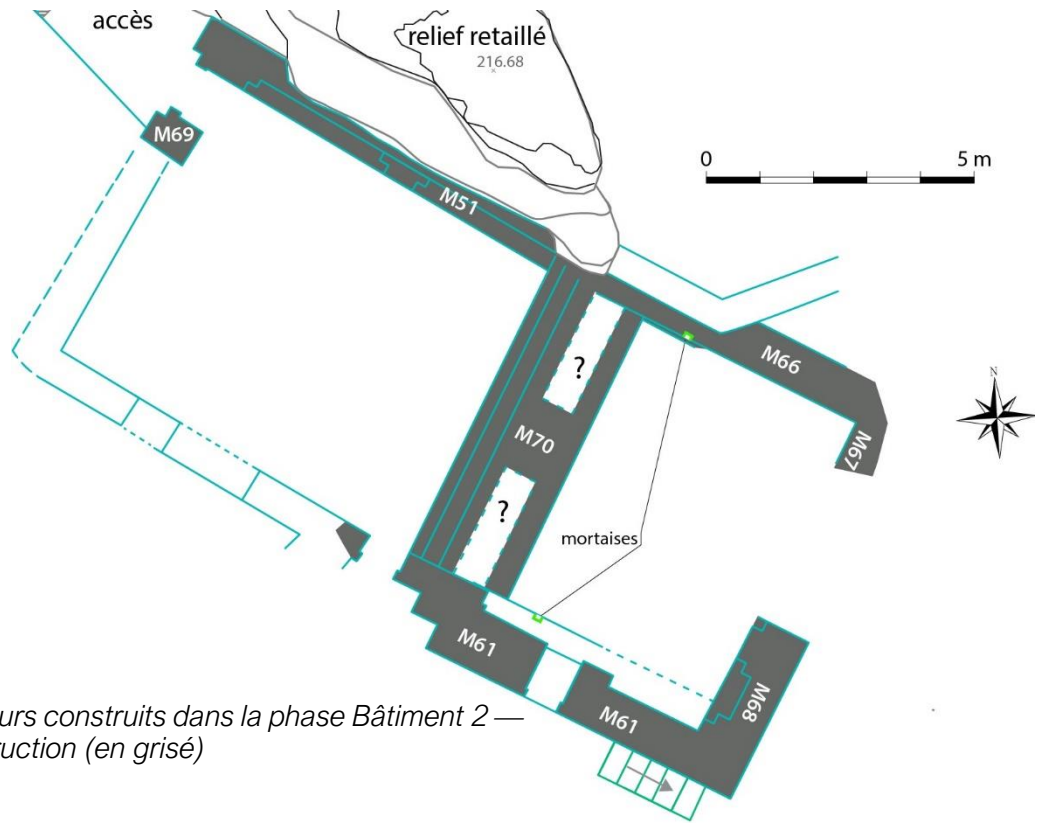 accès
relief retaillé
216.68
M69
0 5 m
M51
M66
N
?
M67
M70
?
mortaises
M61
M68
M61
urs construits dans la phase Bâtiment 2 —
ruction (en grisé)